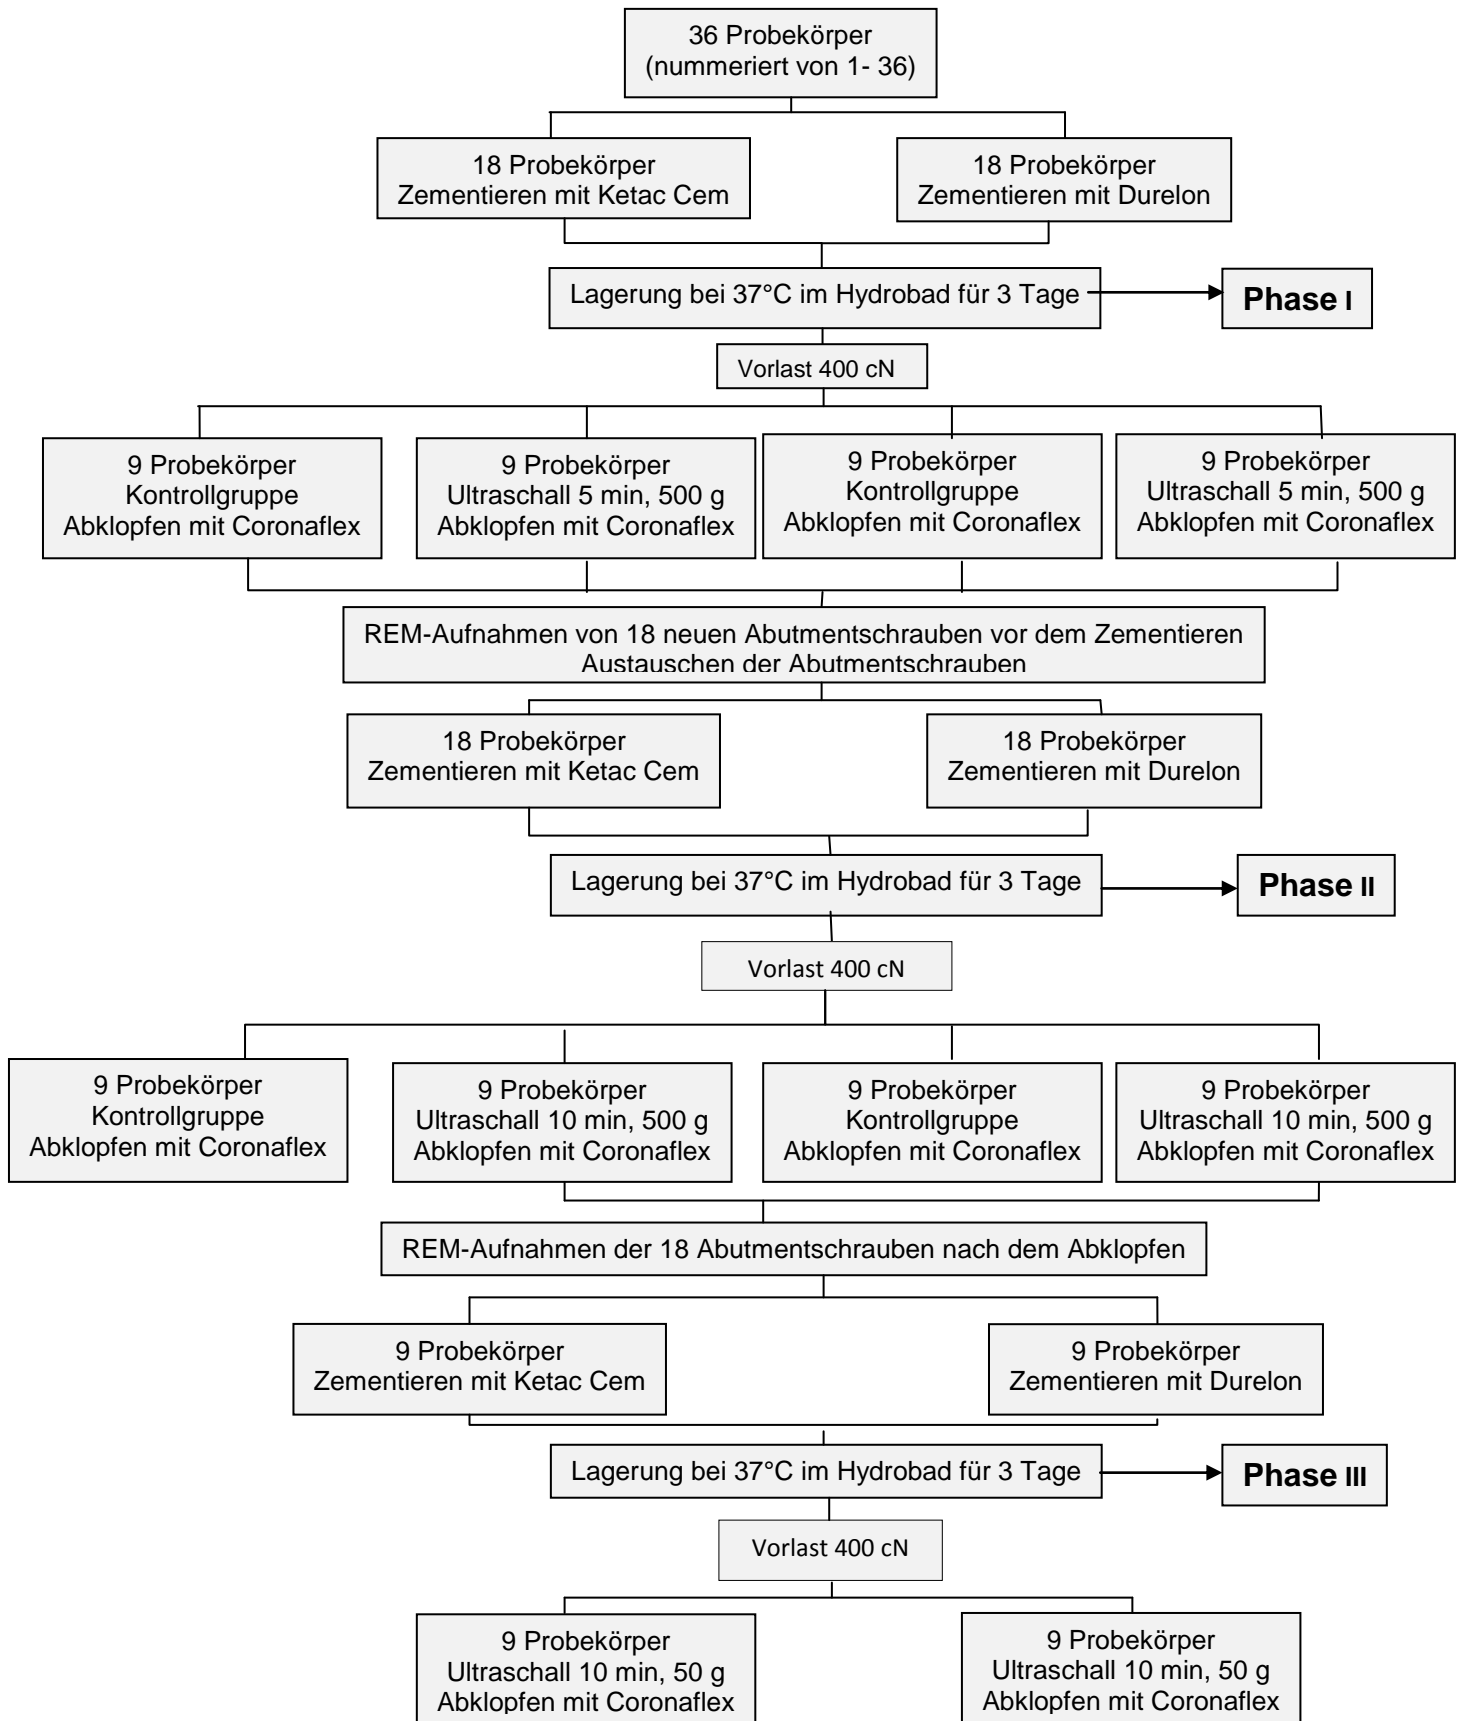 36 Probekörper
(nummeriert von 1- 36)
18 Probekörper
Zementieren mit Ketac Cem
18 Probekörper
Zementieren mit Durelon
Lagerung bei 37°C im Hydrobad für 3 Tage
Phase I
Vorlast 400 cN
9 Probekörper
Kontrollgruppe
Abklopfen mit Coronaflex
9 Probekörper
Ultraschall 5 min, 500 g
Abklopfen mit Coronaflex
9 Probekörper
Kontrollgruppe
Abklopfen mit Coronaflex
9 Probekörper
Ultraschall 5 min, 500 g
Abklopfen mit Coronaflex
REM-Aufnahmen von 18 neuen Abutmentschrauben vor dem Zementieren
Austauschen der Abutmentschrauben
18 Probekörper
Zementieren mit Ketac Cem
18 Probekörper
Zementieren mit Durelon
Lagerung bei 37°C im Hydrobad für 3 Tage
Phase II
Vorlast 400 cN
9 Probekörper
Kontrollgruppe
Abklopfen mit Coronaflex
9 Probekörper
Ultraschall 10 min, 500 g
Abklopfen mit Coronaflex
9 Probekörper
Kontrollgruppe
Abklopfen mit Coronaflex
9 Probekörper
Ultraschall 10 min, 500 g
Abklopfen mit Coronaflex
REM-Aufnahmen der 18 Abutmentschrauben nach dem Abklopfen
9 Probekörper
Zementieren mit Ketac Cem
9 Probekörper
Zementieren mit Durelon
Lagerung bei 37°C im Hydrobad für 3 Tage
Phase III
Vorlast 400 cN
9 Probekörper
Ultraschall 10 min, 50 g
Abklopfen mit Coronaflex
9 Probekörper
Ultraschall 10 min, 50 g
Abklopfen mit Coronaflex